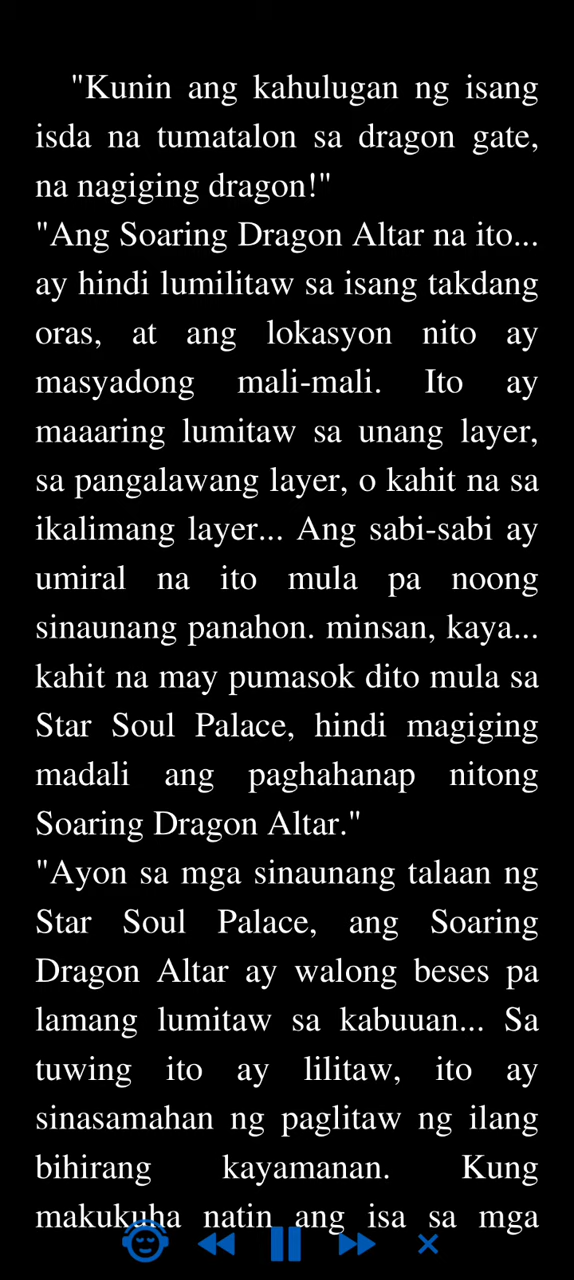 "Kunin ang kahulugan ng isang
isda na tumatalon sa dragon gate,
na nagiging dragon!"
"Ang Soaring Dragon Altar na ito...
ay hindi lumilitaw sa isang takdang
oras, at ang lokasyon nito ay
masyadong mali-mali. Ito ay
maaaring lumitaw sa unang layer,
sa pangalawang layer, o kahit na sa
ikalimang layer... Ang sabi-sabi ay
umiral na ito mula pa noong
sinaunang panahon. minsan, kaya...
kahit na may pumasok dito mula sa
Star Soul Palace, hindi magiging
madali ang paghahanap nitong
Soaring Dragon Altar."
"Ayon sa mga sinaunang talaan ng
Star Soul Palace, ang Soaring
Dragon Altar ay walong beses pa
lamang lumitaw sa kabuuan... Sa
tuwing ito ay lilitaw, ito ay
sinasamahan ng paglitaw ng ilang
bihirang kayamanan. Kung
makukuha natin ang isa sa mga